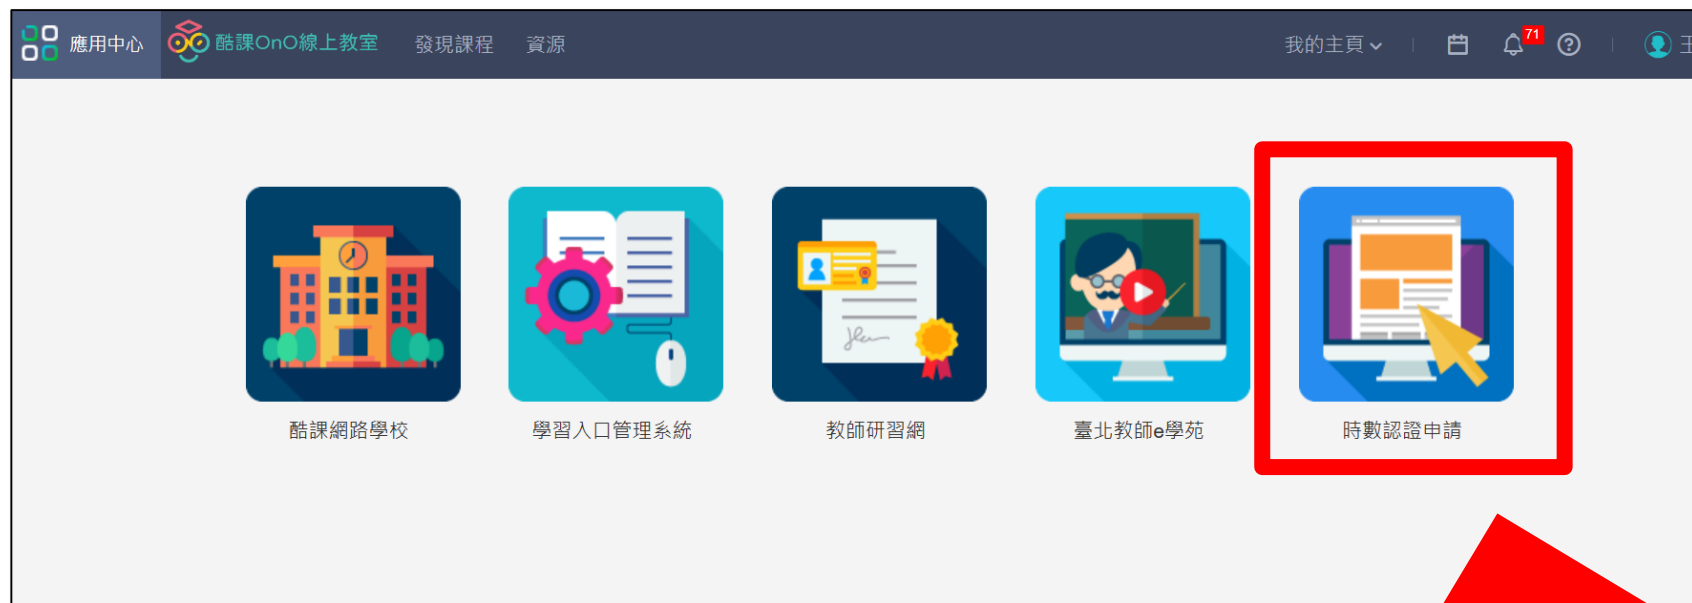 應用中心 酷課OnO線上教室 發現課程 資源 我的主頁 71 王
酷課網路學校 學習入口管理系統 教師研習網 臺北教師e學苑 時數認證申請